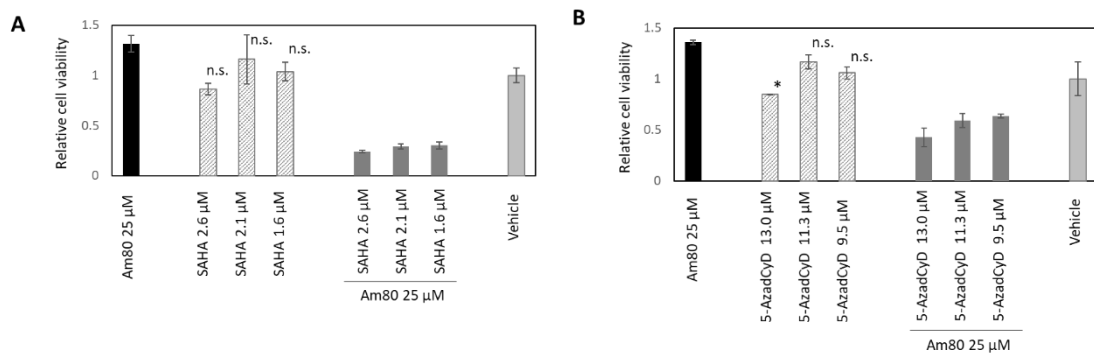 A
Relative cell viability
1.5
1
0.5
0
n.s.
n.s.
n.s.
Am80 25 μM
SAHA 2.6 μM
SAHA 2.1 μM
SAHA 1.6 μM
SAHA 2.6 μM
SAHA 2.1 μM
SAHA 1.6 μM
Am80 25 μM
Vehicle
B
Relative cell viability
1.5
1
0.5
0
*
n.s.
n.s.
Am80 25 μM
5-AzadCyD 13.0 μM
5-AzadCyD 11.3 μM
5-AzadCyD 9.5 μM
5-AzadCyD 13.0 μM
5-AzadCyD 11.3 μM
5-AzadCyD 9.5 μM
Am80 25 μM
Vehicle